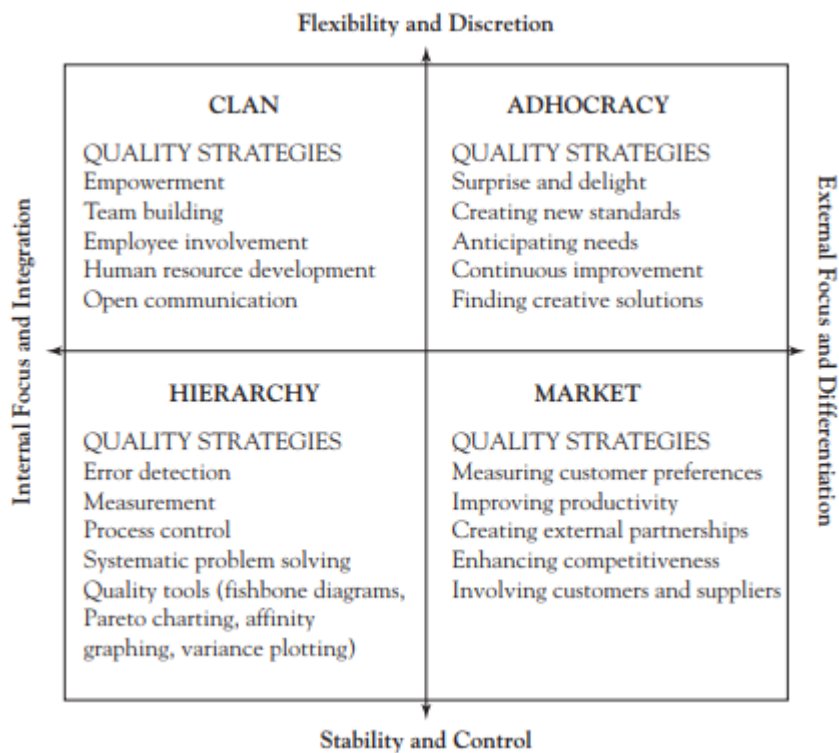 Flexibility and Discretion
CLAN
QUALITY STRATEGIES
Empowerment
Team building
Employee involvement
Human resource development
Open communication
ADHOCRACY
QUALITY STRATEGIES
Surprise and delight
Creating new standards
Anticipating needs
Continuous improvement
Finding creative solutions
Internal Focus and Integration
External Focus and Differentiation
HIERARCHY
QUALITY STRATEGIES
Error detection
Measurement
Process control
Systematic problem solving
Quality tools (fishbone diagrams,
Pareto charting, affinity
graphing, variance plotting)
MARKET
QUALITY STRATEGIES
Measuring customer preferences
Improving productivity
Creating external partnerships
Enhancing competitiveness
Involving customers and suppliers
Stability and Control